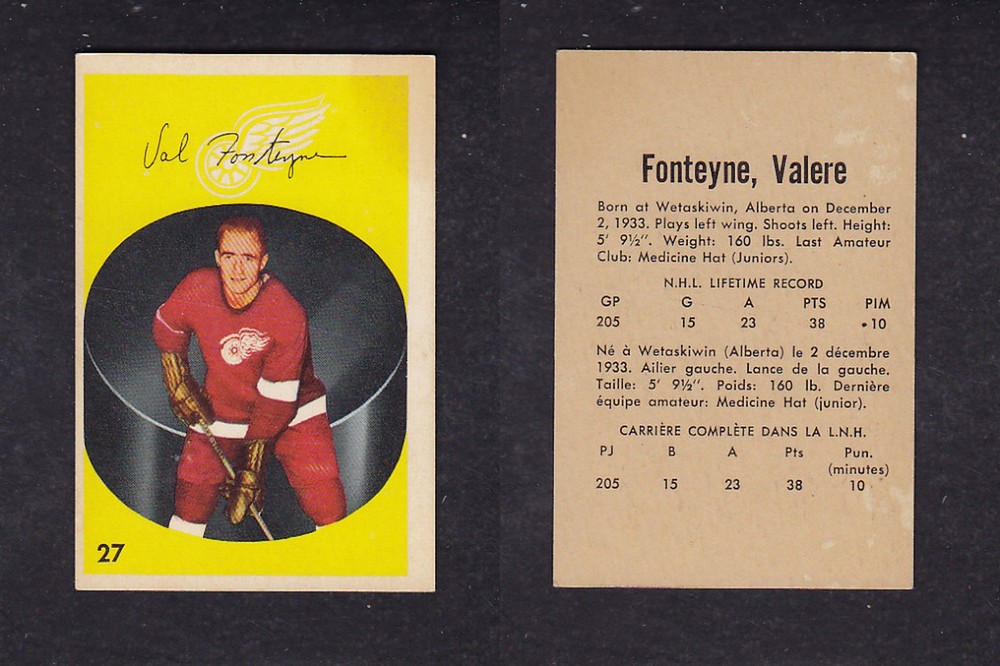 Val Fonteyne
27
Fonteyne, Valere
Born at Wetaskiwin, Alberta on December
2, 1933. Plays left wing. Shoots left. Height:
5' 9½". Weight: 160 lbs. Last Amateur
Club: Medicine Hat (Juniors).
N.H.L. LIFETIME RECORD
GP G A PTS PIM
205 15 23 38 10
Né à Wetaskiwin (Alberta) le 2 décembre
1933. Ailier gauche. Lance de la gauche.
Taille: 5' 9½". Poids: 160 lb. Dernière
équipe amateur: Medicine Hat (junior).
CARRIÈRE COMPLÈTE DANS LA L.N.H.
PJ B A Pts Pun.
(minutes)
205 15 23 38 10